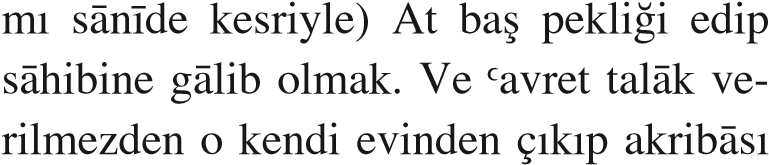 mı sānīde kesriyle) At baş pekliği edip
sāhibine gālib olmak. Ve ʿavret talāk ve-
rilmezden o kendi evinden çıkıp akribāsı